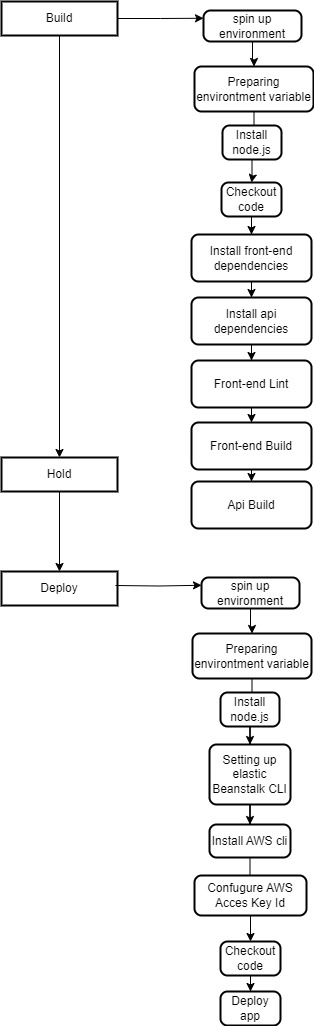 Build
spin up
environment
Preparing
environtment variable
Install
node.js
Checkout
code
Install front-end
dependencies
Install api
dependencies
Front-end Lint
Front-end Build
Api Build
Hold
Deploy
spin up
environment
Preparing
environtment variable
Install
node.js
Setting up
elastic
Beanstalk CLI
Install AWS cli
Confugure AWS
Acces Key Id
Checkout
code
Deploy
app